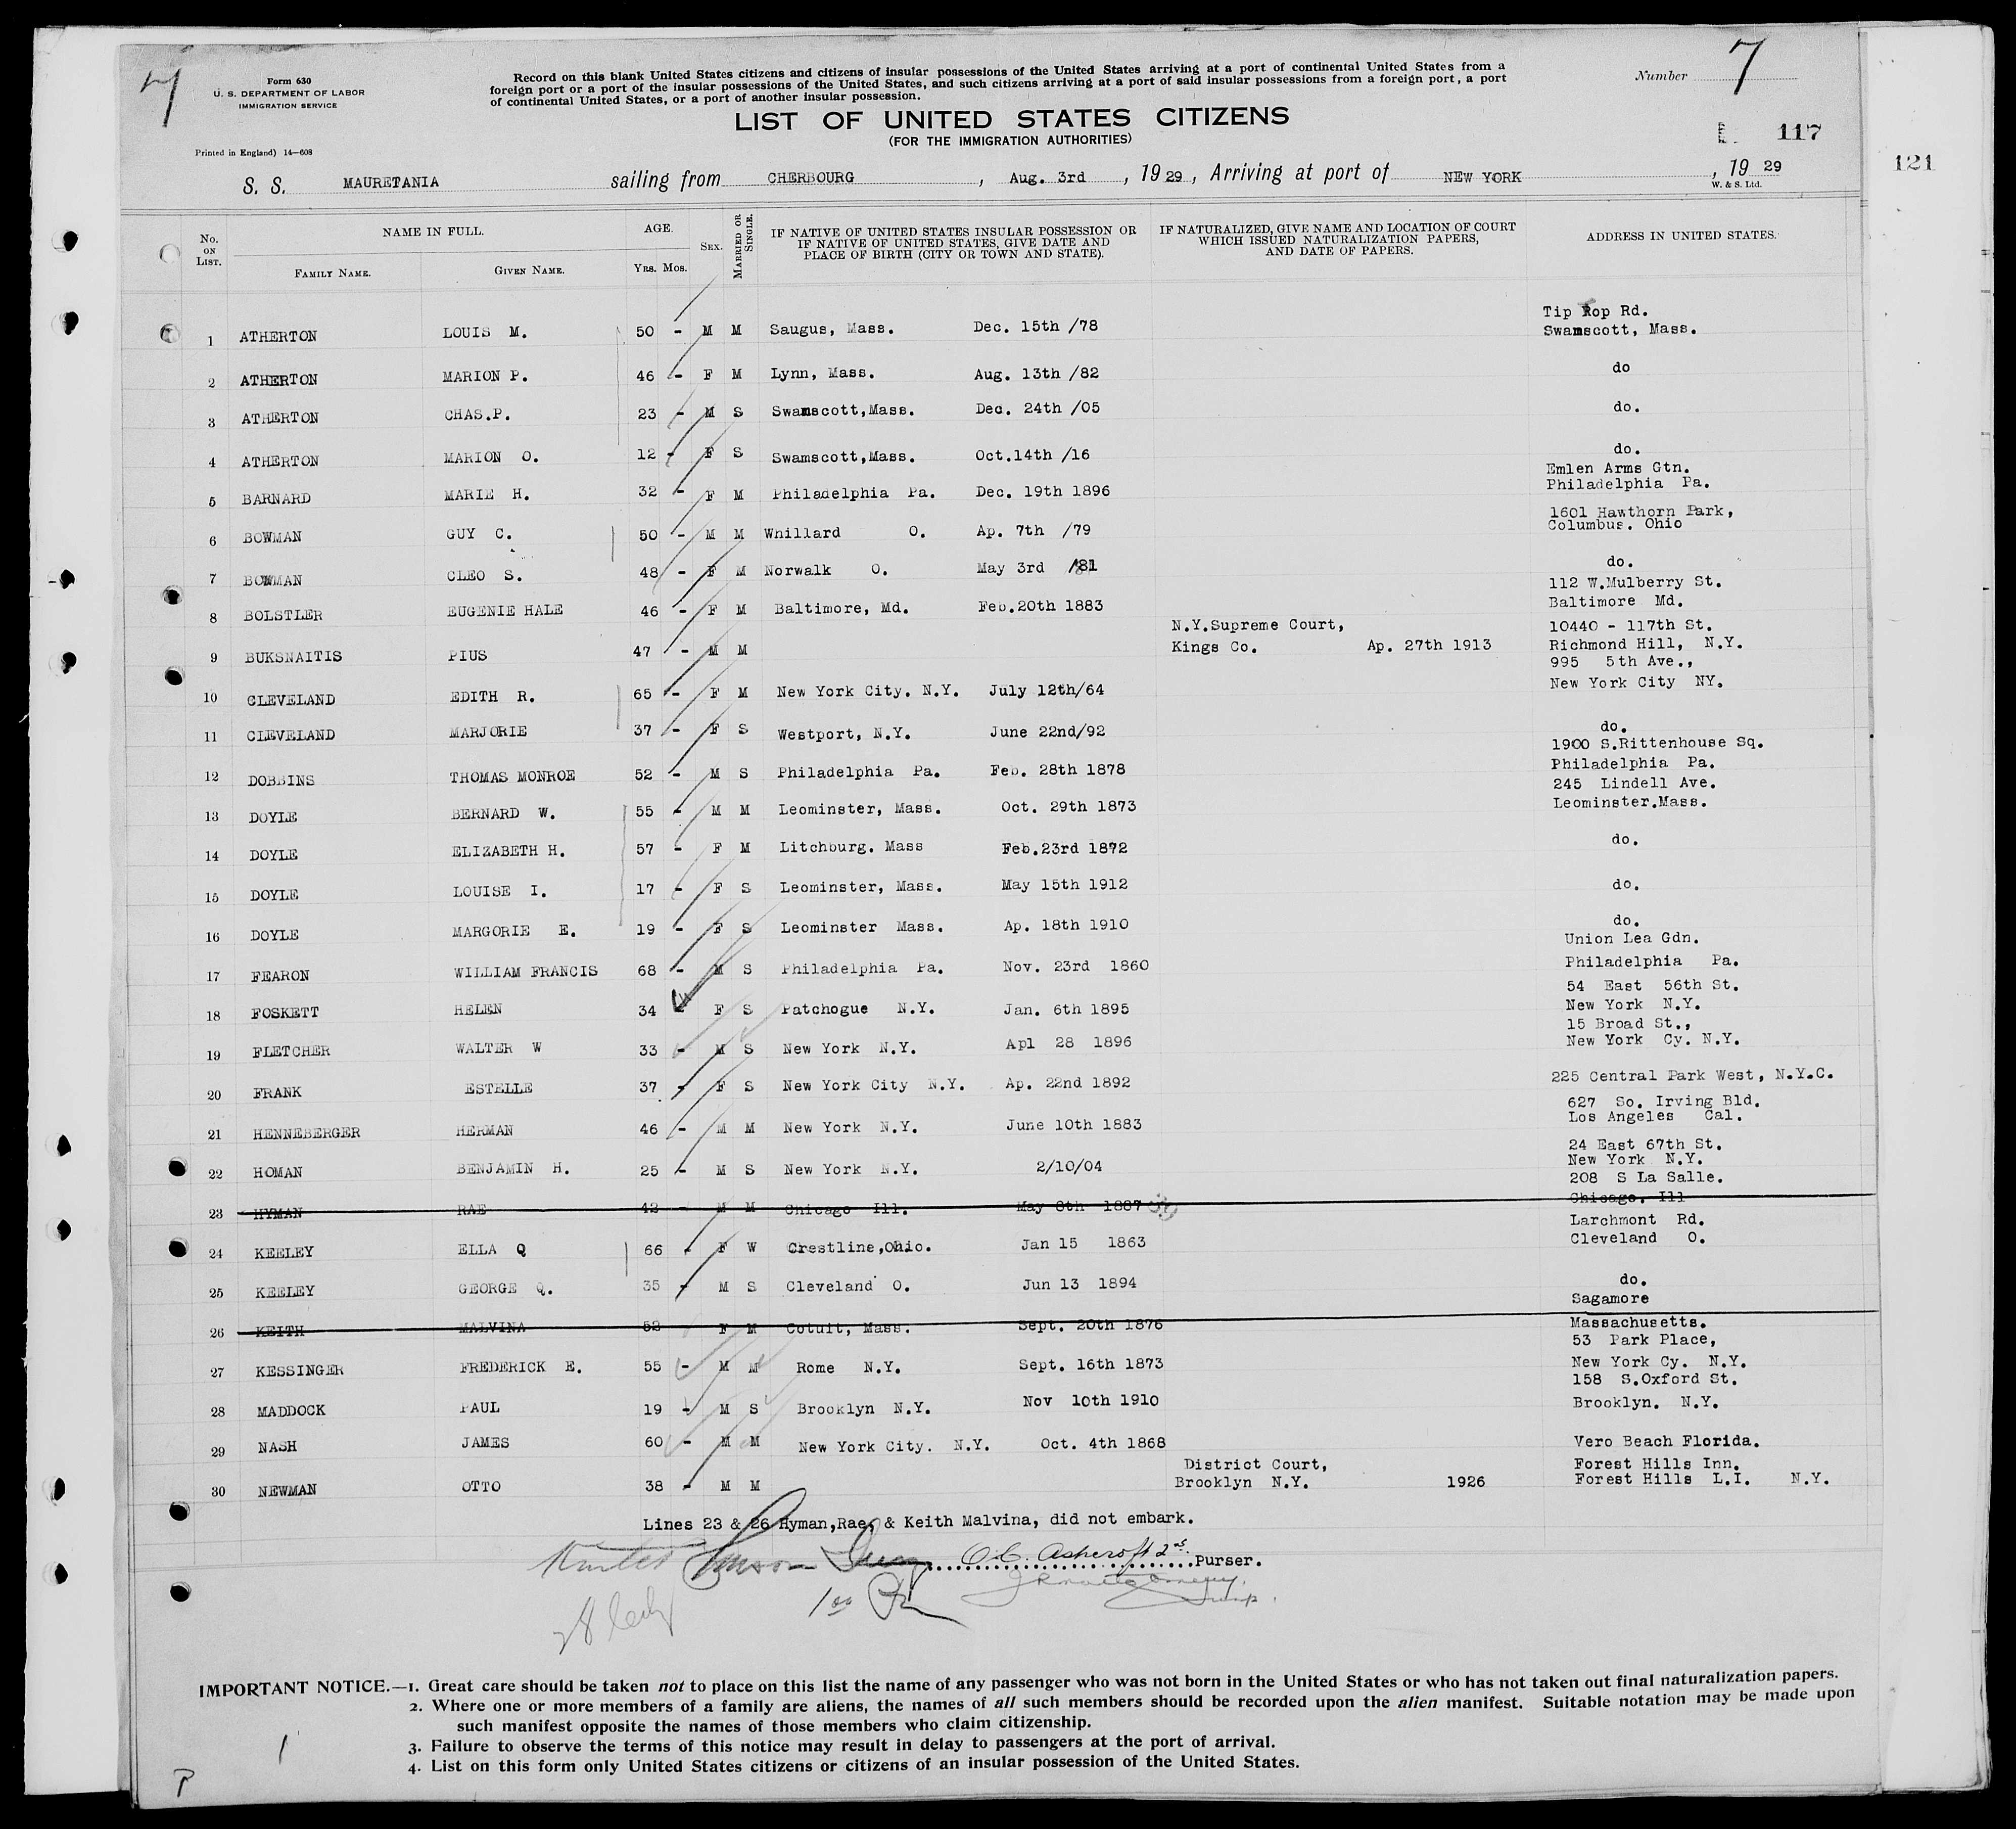 7
Form 630
U. S. DEPARTMENT OF LABOR
IMMIGRATION SERVICE
Printed in England) 14—608
Record on this blank United States citizens and citizens of insular possessions of the United States arriving at a port of continental United States from a
foreign port or a port of the insular possessions of the United States, and such citizens arriving at a port of said insular possessions from a foreign port, a port
of continental United States, or a port of another insular possession.
Number 7
LIST OF UNITED STATES CITIZENS
(FOR THE IMMIGRATION AUTHORITIES)
117
121
S. S. MAURETANIA sailing from CHERBOURG, Aug. 3rd, 1929, Arriving at port of NEW YORK, 1929
W. & S. Ltd.
No. ON LIST. NAME IN FULL. FAMILY NAME. GIVEN NAME. AGE. YRS. MOS. SEX. MARRIED OR SINGLE. IF NATIVE OF UNITED STATES INSULAR POSSESSION OR IF NATIVE OF UNITED STATES, GIVE DATE AND PLACE OF BIRTH (CITY OR TOWN AND STATE). IF NATURALIZED, GIVE NAME AND LOCATION OF COURT WHICH ISSUED NATURALIZATION PAPERS, AND DATE OF PAPERS. ADDRESS IN UNITED STATES.
Tip Top Rd.
1 ATHERTON LOUIS M. 50 - M M Saugus, Mass. Dec. 15th /78 Swamscott, Mass.
2 ATHERTON MARION P. 46 - F M Lynn, Mass. Aug. 13th /82 do
3 ATHERTON CHAS.P. 23 - M S Swamscott,Mass. Dec. 24th /05 do.
4 ATHERTON MARION O. 12 - F S Swamscott,Mass. Oct.14th /16 do.
Emlen Arms Gtn.
5 BARNARD MARIE H. 32 - F M Philadelphia Pa. Dec. 19th 1896 Philadelphia Pa.
1601 Hawthorn Park,
6 BOWMAN GUY C. 50 - M M Whillard O. Ap. 7th /79 Columbus. Ohio
7 BOWMAN CLEO S. 48 - F M Norwalk O. May 3rd /81 do.
112 W.Mulberry St.
8 BOLSTLER EUGENIE HALE 46 - F M Baltimore, Md. Feb.20th 1883 Baltimore Md.
N.Y.Supreme Court, 10440 - 117th St.
9 BUKSNAITIS PIUS 47 - M M Kings Co. Ap. 27th 1913 Richmond Hill, N.Y.
995 5th Ave.,
10 CLEVELAND EDITH R. 65 - F M New York City. N.Y. July 12th/64 New York City NY.
11 CLEVELAND MARJORIE 37 - F S Westport, N.Y. June 22nd/92 do.
1900 S.Rittenhouse Sq.
12 DOBBINS THOMAS MONROE 52 - M S Philadelphia Pa. Feb. 28th 1878 Philadelphia Pa.
245 Lindell Ave.
13 DOYLE BERNARD W. 55 - M M Leominster, Mass. Oct. 29th 1873 Leominster.Mass.
14 DOYLE ELIZABETH H. 57 - F M Litchburg. Mass Feb.23rd 1872 do.
15 DOYLE LOUISE I. 17 - F S Leominster, Mass. May 15th 1912 do.
16 DOYLE MARGORIE E. 19 - F S Leominster Mass. Ap. 18th 1910 do.
Union Lea Gdn.
17 FEARON WILLIAM FRANCIS 68 - M S Philadelphia Pa. Nov. 23rd 1860 Philadelphia Pa.
54 East 56th St.
18 FOSKETT HELEN 34 F S Patchogue N.Y. Jan. 6th 1895 New York N.Y.
15 Broad St.,
19 FLETCHER WALTER W 33 - M S New York N.Y. Apl 28 1896 New York Cy. N.Y.
20 FRANK ESTELLE 37 - F S New York City N.Y. Ap. 22nd 1892 225 Central Park West, N.Y.C.
627 So. Irving Bld.
21 HENNEBERGER HERMAN 46 - M M New York N.Y. June 10th 1883 Los Angeles Cal.
24 East 67th St.
22 HOMAN BENJAMIN H. 25 - M S New York N.Y. 2/10/04 New York N.Y.
208 S La Salle.
23 HYMAN RAE 42 - M M Chicago Ill. May 8th 1887 Chicago, Ill
Larchmont Rd.
24 KEELEY ELLA Q 66 - F W Crestline,Ohio. Jan 15 1863 Cleveland O.
25 KEELEY GEORGE Q. 35 - M S Cleveland O. Jun 13 1894 do.
Sagamore
26 KEITH MALVINA 52 F M Cotuit, Mass. Sept. 20th 1876 Massachusetts.
53 Park Place,
27 KESSINGER FREDERICK E. 55 - M M Rome N.Y. Sept. 16th 1873 New York Cy. N.Y.
158 S.Oxford St.
28 MADDOCK PAUL 19 - M S Brooklyn N.Y. Nov 10th 1910 Brooklyn. N.Y.
29 NASH JAMES 60 - M M New York City. N.Y. Oct. 4th 1868 Vero Beach Florida.
District Court, Forest Hills Inn.
30 NEWMAN OTTO 38 - M M Brooklyn N.Y. 1926 Forest Hills L.I. N.Y.
Lines 23 & 26 Hyman,Rae, & Keith Malvina, did not embark.
O.C. Ashcroft 2nd. Purser.
IMPORTANT NOTICE.—1. Great care should be taken not to place on this list the name of any passenger who was not born in the United States or who has not taken out final naturalization papers.
2. Where one or more members of a family are aliens, the names of all such members should be recorded upon the alien manifest. Suitable notation may be made upon
such manifest opposite the names of those members who claim citizenship.
3. Failure to observe the terms of this notice may result in delay to passengers at the port of arrival.
4. List on this form only United States citizens or citizens of an insular possession of the United States.